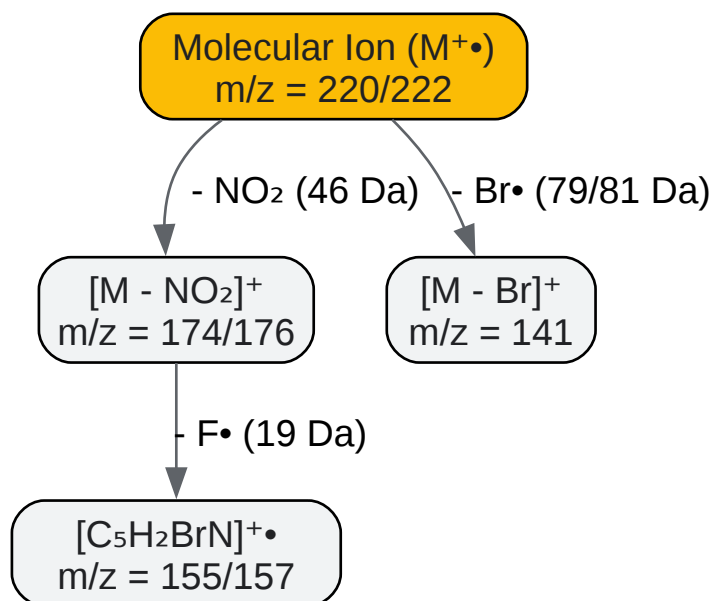 Molecular Ion (M⁺•)
m/z = 220/222
- NO₂ (46 Da)
- Br• (79/81 Da)
[M - NO₂]⁺
m/z = 174/176
[M - Br]⁺
m/z = 141
- F• (19 Da)
[C₅H₂BrN]⁺•
m/z = 155/157